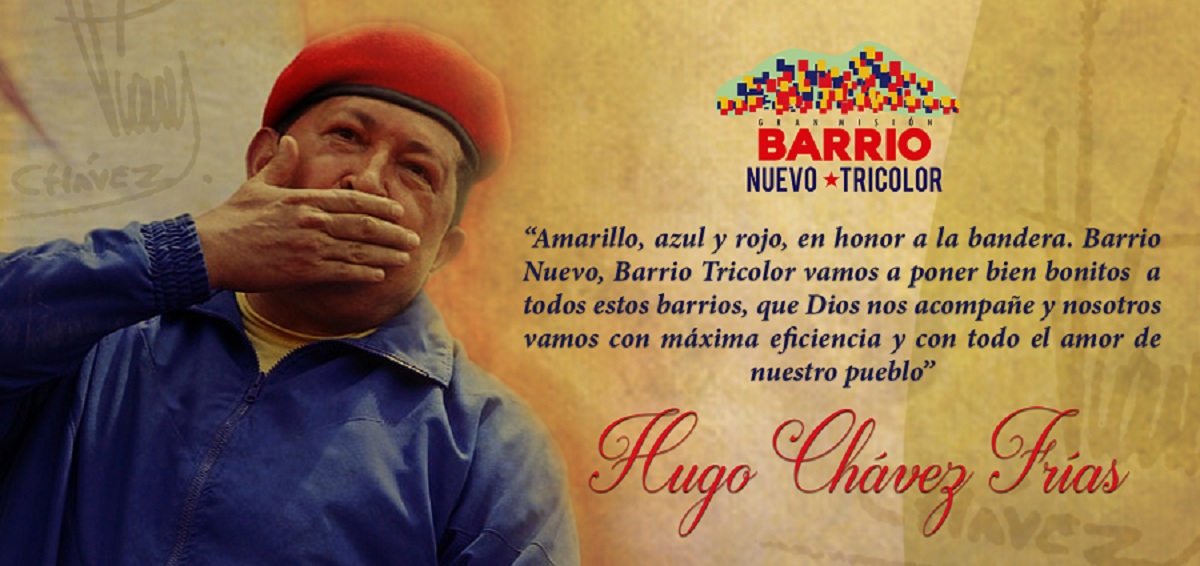 CHÁVEZ
GRAN MISIÓN
BARRIO
NUEVO ★ TRICOLOR
“Amarillo, azul y rojo, en honor a la bandera. Barrio
Nuevo, Barrio Tricolor vamos a poner bien bonitos a
todos estos barrios, que Dios nos acompañe y nosotros
vamos con máxima eficiencia y con todo el amor de
nuestro pueblo”
Hugo Chávez Frías
CHAVEZ